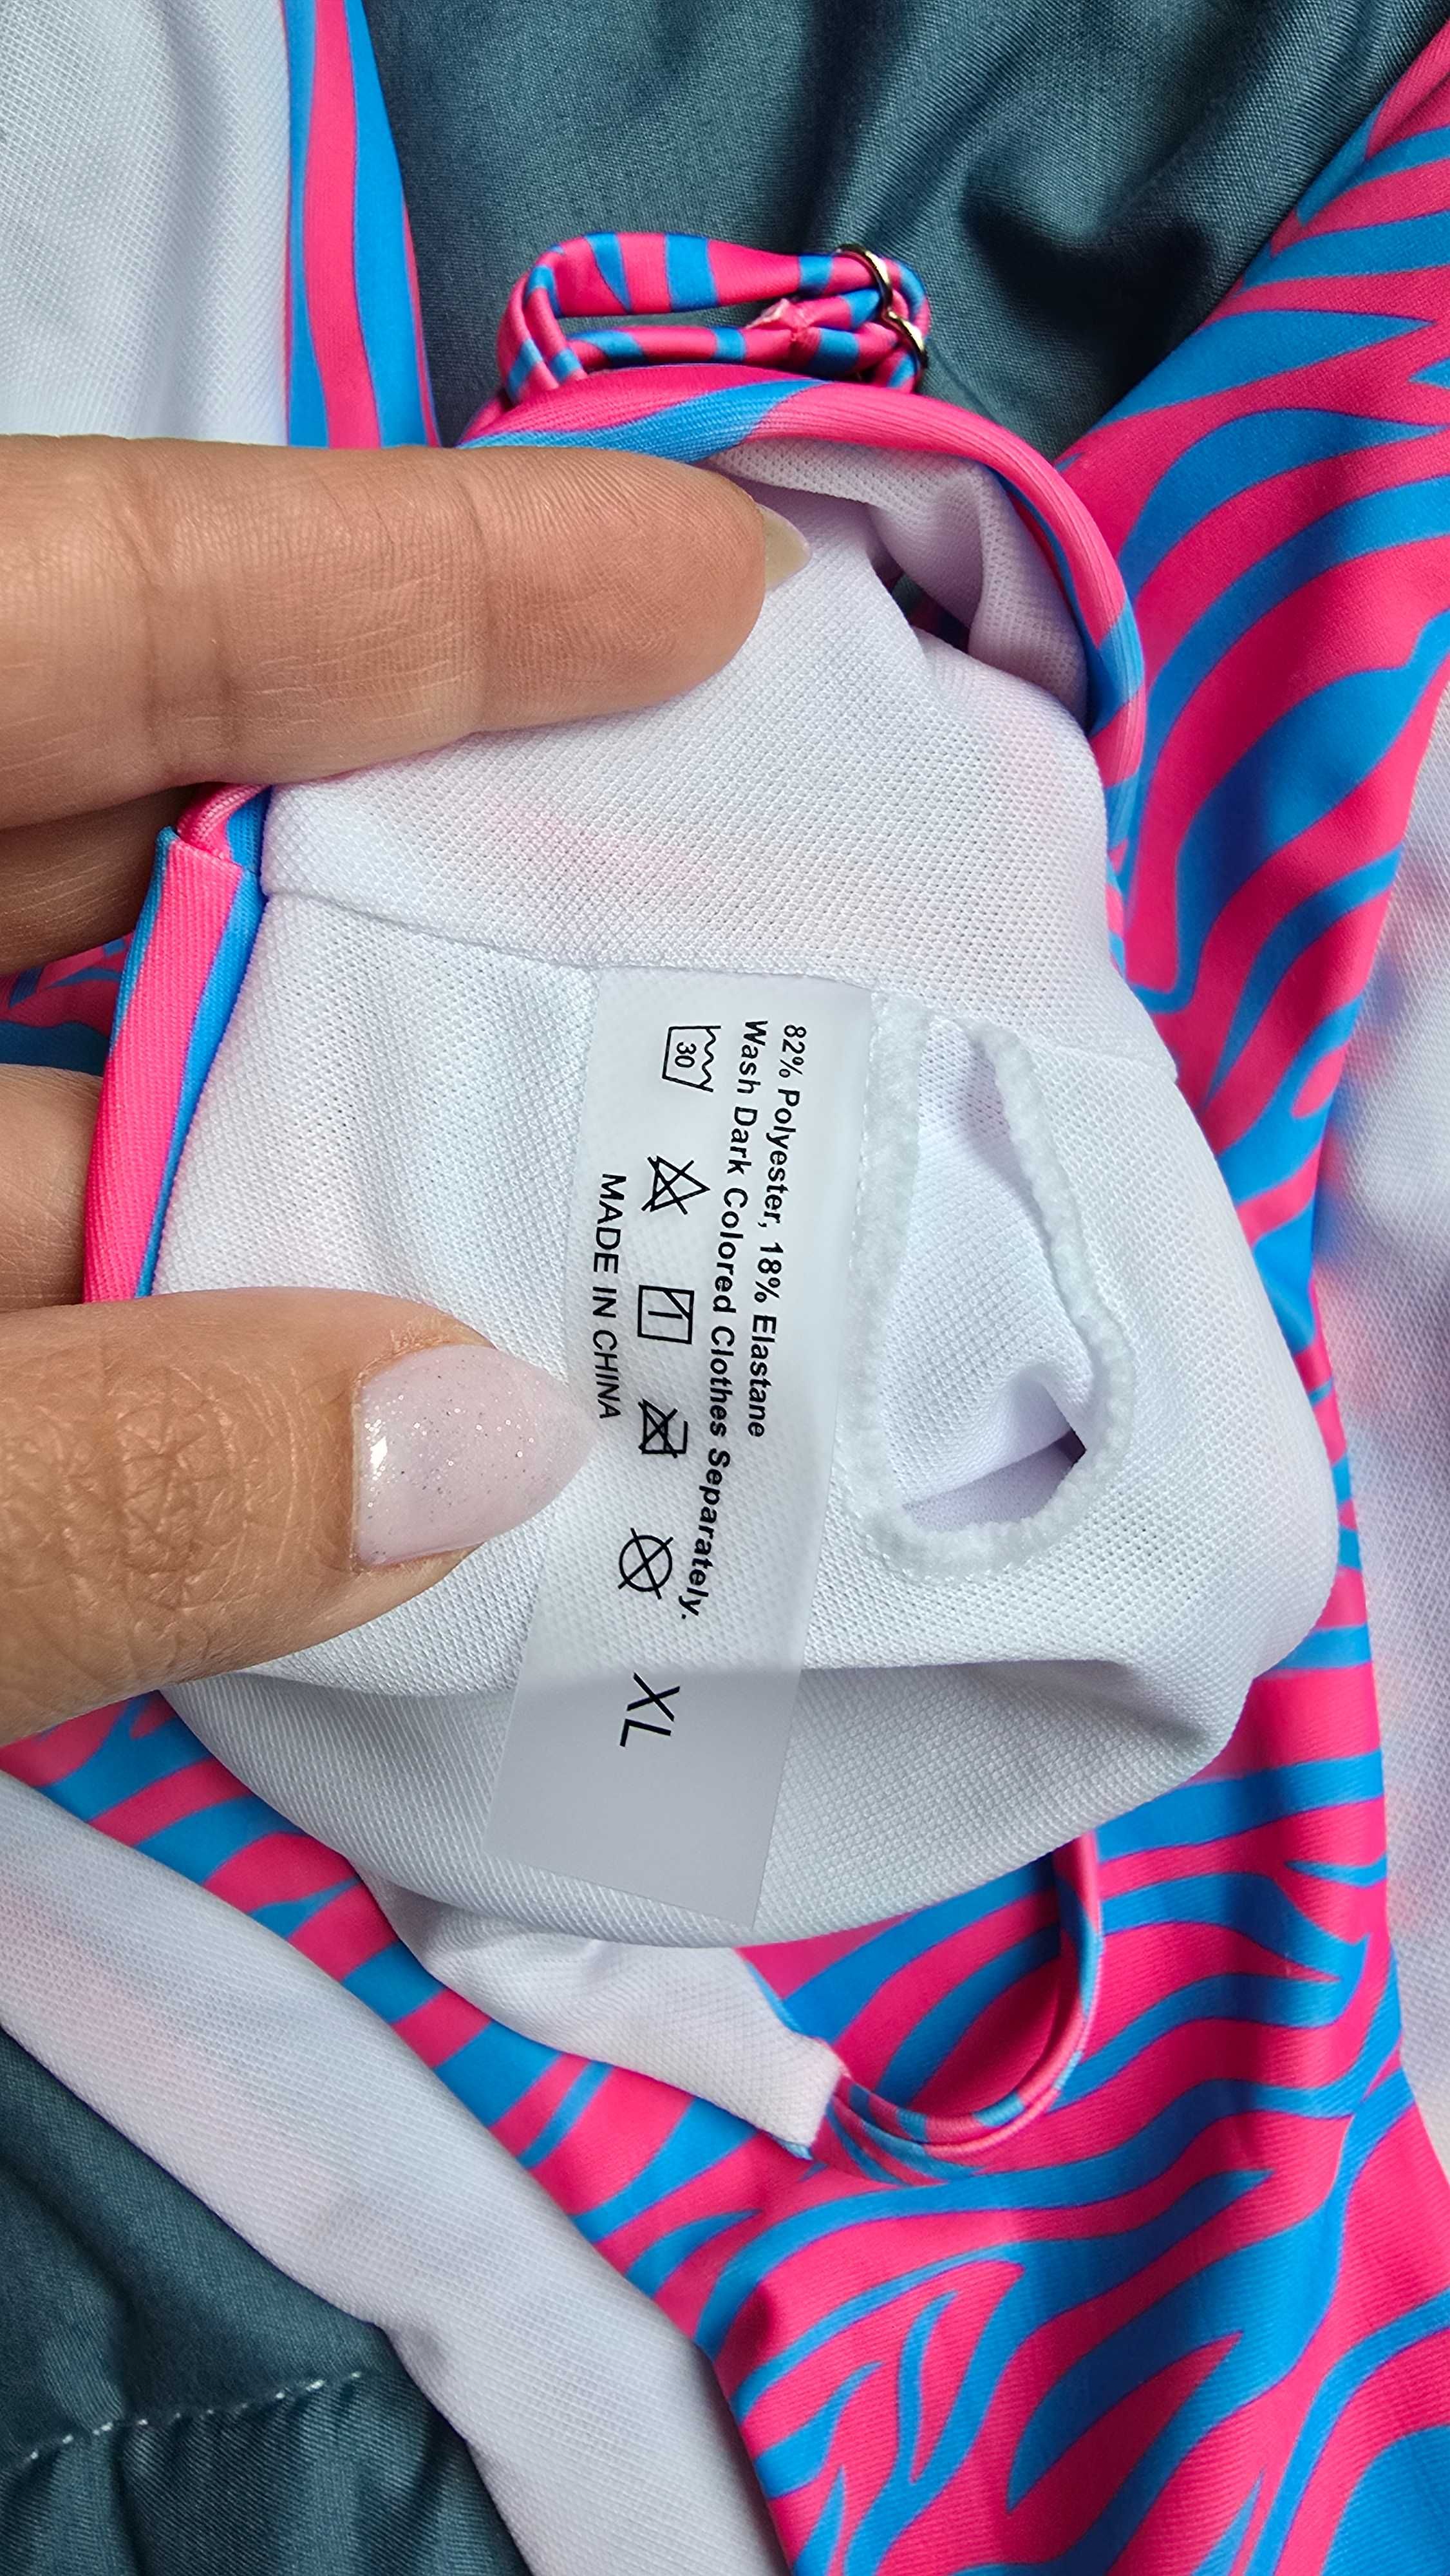 82% Polyester, 18% Elastane
Wash Dark Colored Clothes Separately.
30
XL
MADE IN CHINA